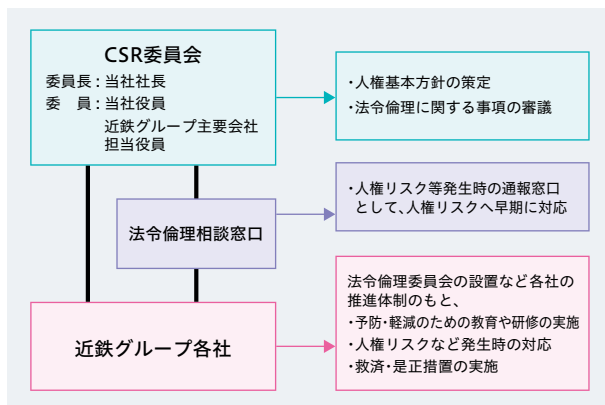 CSR委員会
委員長：当社社長
委　員：当社役員
近鉄グループ主要会社
担当役員
・人権基本方針の策定
・法令倫理に関する事項の審議
法令倫理相談窓口
・人権リスク等発生時の通報窓口
として、人権リスクへ早期に対応
近鉄グループ各社
法令倫理委員会の設置など各社の
推進体制のもと、
・予防・軽減のための教育や研修の実施
・人権リスクなど発生時の対応
・救済・是正措置の実施